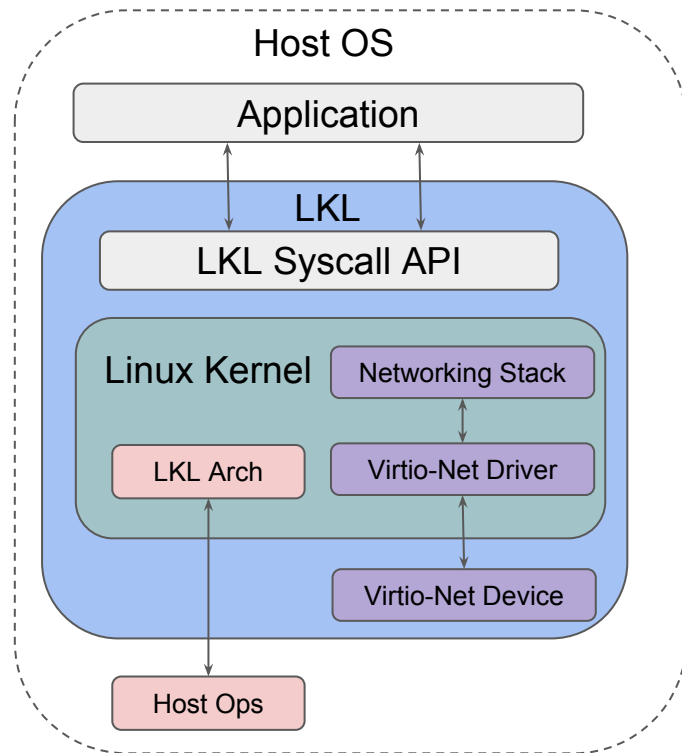 Host OS
Application
LKL
LKL Syscall API
Linux Kernel
Networking Stack
LKL Arch
Virtio-Net Driver
Virtio-Net Device
Host Ops